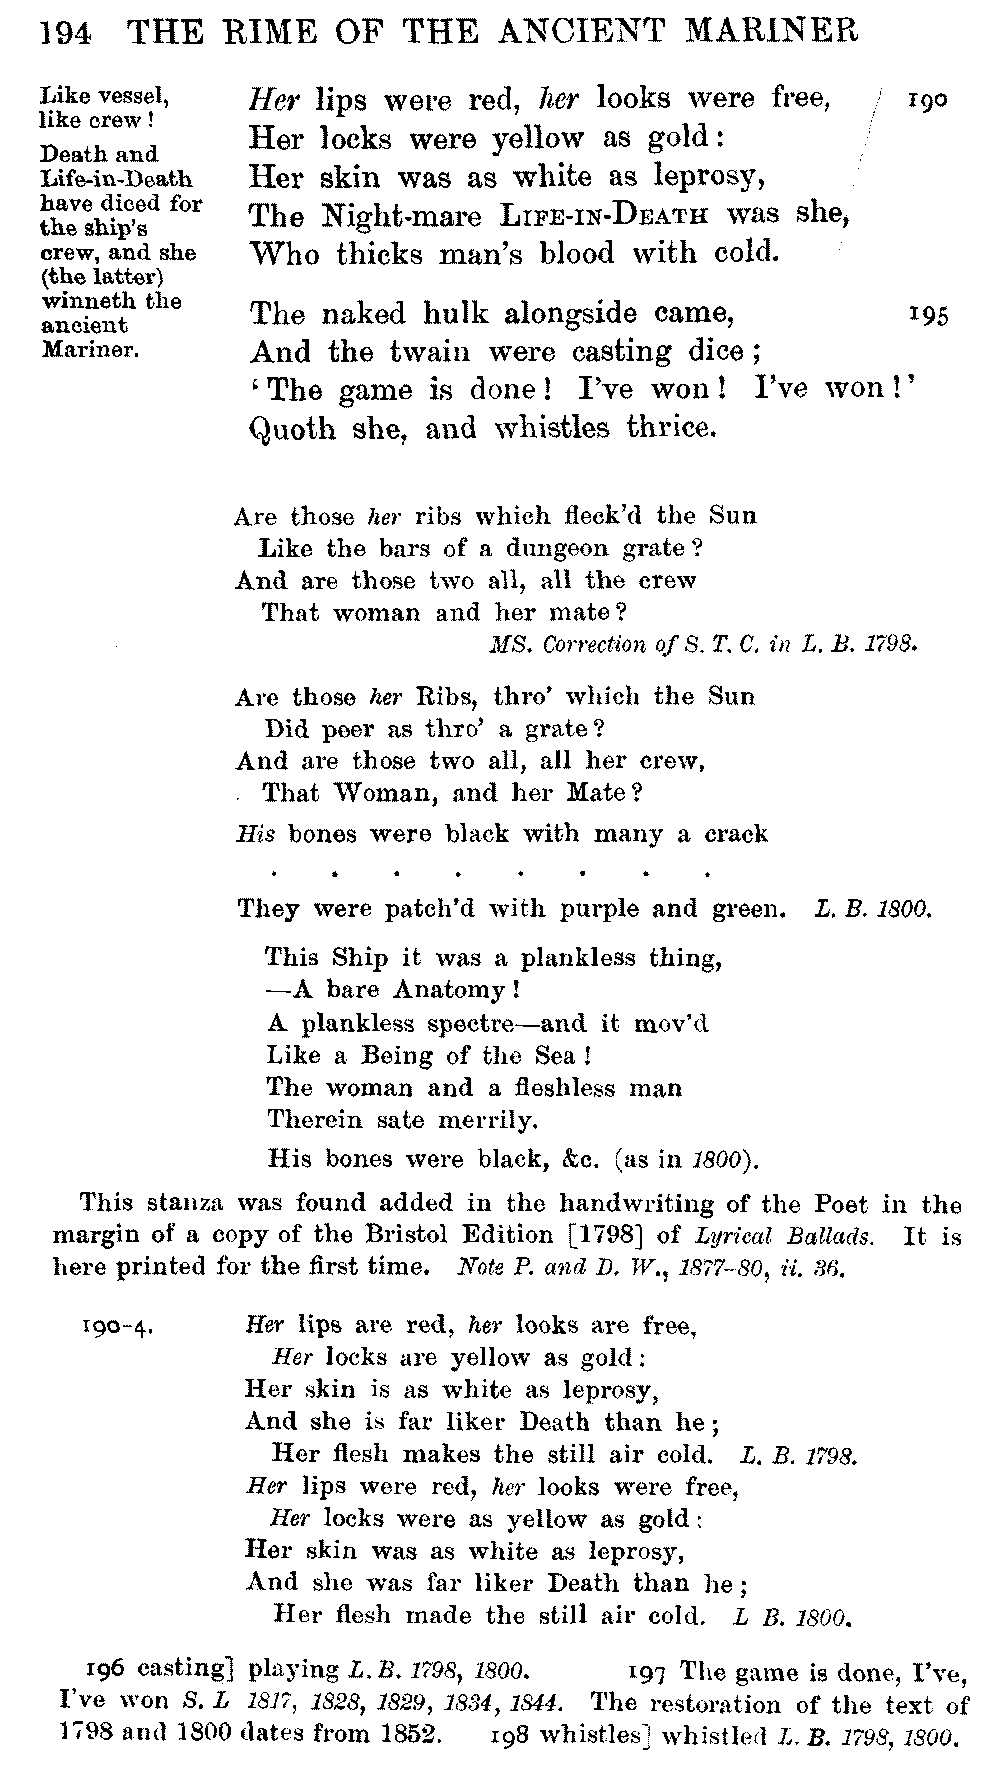 194 THE RIME OF THE ANCIENT MARINER
Like vessel,
like crew!
Death and
Life-in-Death
have diced for
the ship's
crew, and she
(the latter)
winneth the
ancient
Mariner.
Her lips were red, her looks were free, 190
Her locks were yellow as gold:
Her skin was as white as leprosy,
The Night-mare LIFE-IN-DEATH was she,
Who thicks man's blood with cold.
The naked hulk alongside came, 195
And the twain were casting dice;
'The game is done! I've won! I've won!'
Quoth she, and whistles thrice.
Are those her ribs which fleck'd the Sun
Like the bars of a dungeon grate?
And are those two all, all the crew
That woman and her mate?
MS. Correction of S. T. C. in L. B. 1798.
Are those her Ribs, thro' which the Sun
Did peer as thro' a grate?
And are those two all, all her crew,
That Woman, and her Mate?
His bones were black with many a crack
. . . . . . . .
They were patch'd with purple and green. L. B. 1800.
This Ship it was a plankless thing,
—A bare Anatomy!
A plankless spectre—and it mov'd
Like a Being of the Sea!
The woman and a fleshless man
Therein sate merrily.
His bones were black, &c. (as in 1800).
This stanza was found added in the handwriting of the Poet in the
margin of a copy of the Bristol Edition [1798] of Lyrical Ballads. It is
here printed for the first time. Note P. and D. W., 1877-80, ii. 36.
190-4. Her lips are red, her looks are free,
Her locks are yellow as gold:
Her skin is as white as leprosy,
And she is far liker Death than he;
Her flesh makes the still air cold. L. B. 1798.
Her lips were red, her looks were free,
Her locks were as yellow as gold:
Her skin was as white as leprosy,
And she was far liker Death than he;
Her flesh made the still air cold. L B. 1800.
196 casting] playing L. B. 1798, 1800. 197 The game is done, I've,
I've won S. L 1817, 1828, 1829, 1834, 1844. The restoration of the text of
1798 and 1800 dates from 1852. 198 whistles] whistled L. B. 1798, 1800.